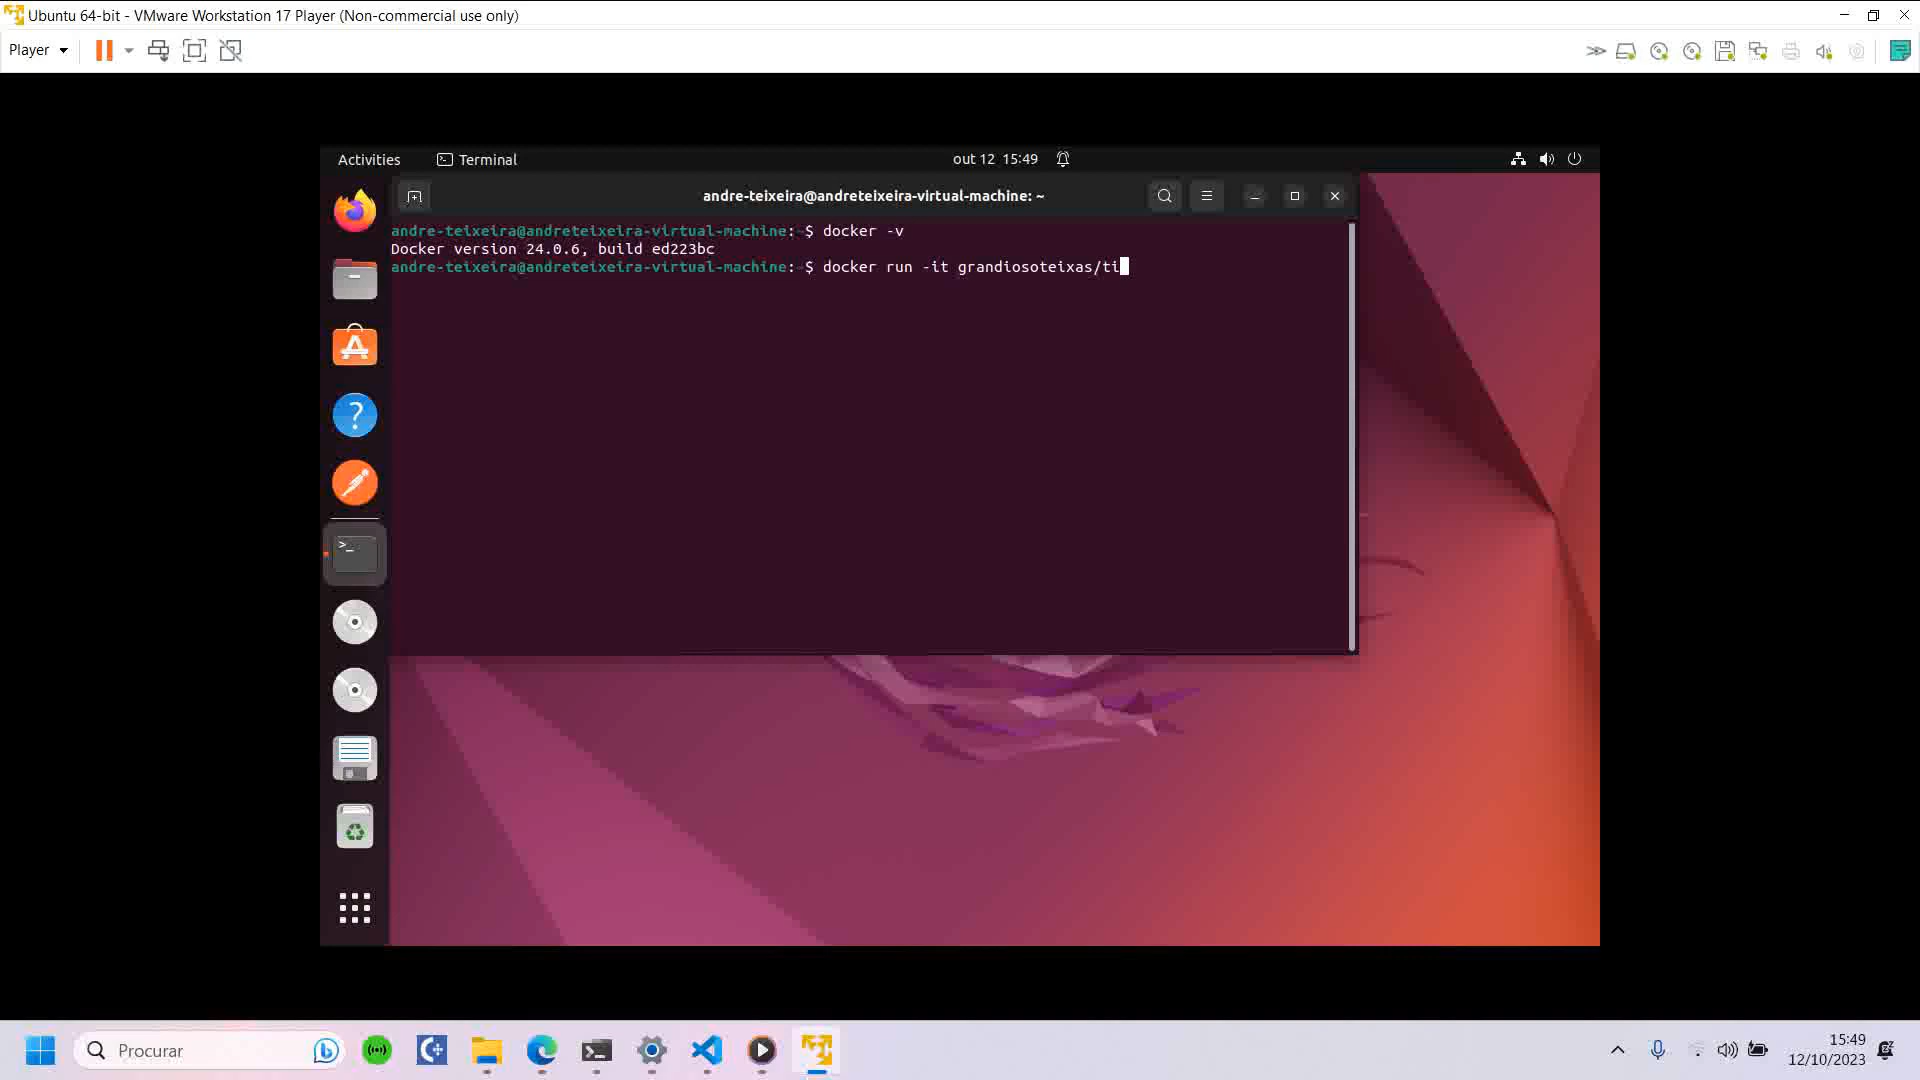 Ubuntu 64-bit - VMware Workstation 17 Player (Non-commercial use only)
Player
Activities
Terminal
out 12 15:49
andre-teixeira@andreteixeira-virtual-machine: ~
andre-teixeira@andreteixeira-virtual-machine:~$ docker -v
Docker version 24.0.6, build ed223bc
andre-teixeira@andreteixeira-virtual-machine:~$ docker run -it grandiosoteixas/ti
Procurar
15:49
12/10/2023